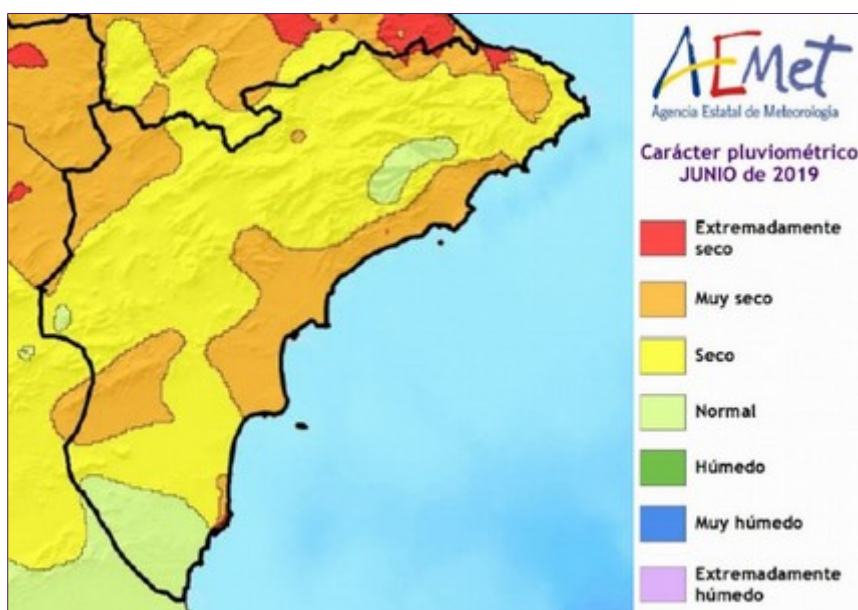 AEMet
Agencia Estatal de Meteorología
Carácter pluviométrico
JUNIO de 2019
Extremadamente
seco
Muy seco
Seco
Normal
Húmedo
Muy húmedo
Extremadamente
húmedo